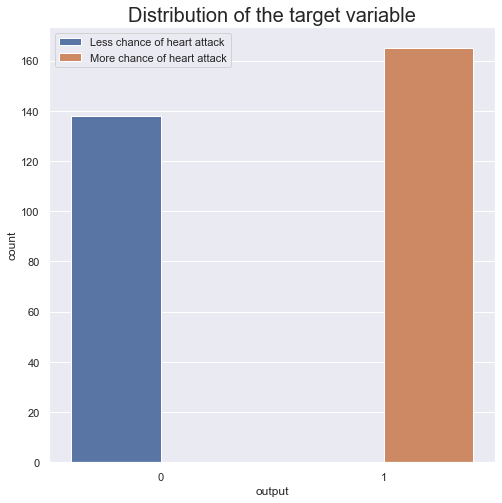 Distribution of the target variable
Less chance of heart attack
More chance of heart attack
160
140
120
100
80
60
40
20
0
count
0 1
output